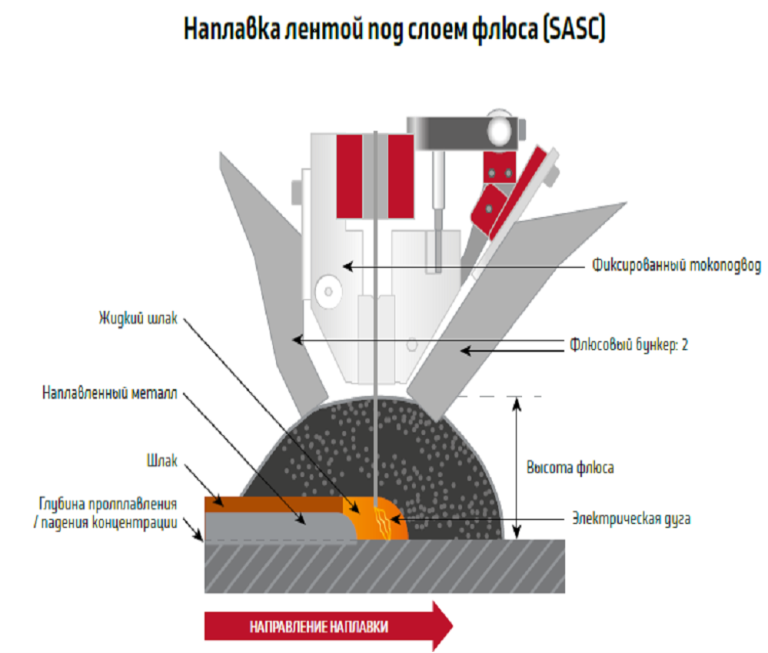 Наплавка лентой под слоем флюса (SASC)
Фиксированный токоподвод
Жидкий шлак
Флюсовый бункер: 2
Наплавленный металл
Шлак
Высота флюса
Глубина пролплавления
/ падения концентрации
Электрическая дуга
НАПРАВЛЕНИЕ НАПЛАВКИ